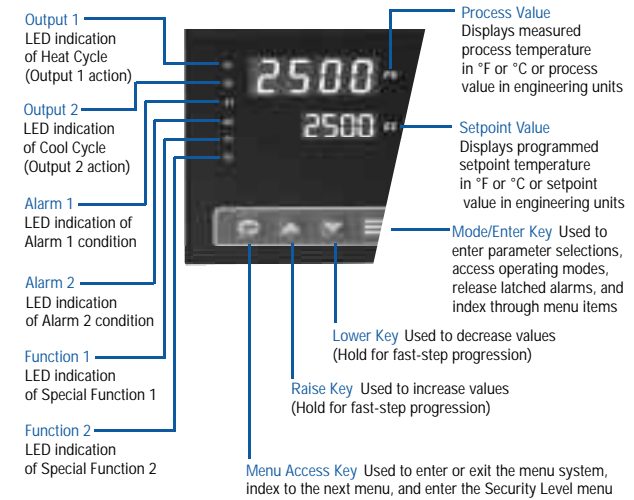 Output 1
LED indication
of Heat Cycle
(Output 1 action)
Output 2
LED indication
of Cool Cycle
(Output 2 action)
Alarm 1
LED indication of
Alarm 1 condition
Alarm 2
LED indication
of Alarm 2 condition
Function 1
LED indication
of Special Function 1
Function 2
LED indication
of Special Function 2
2500
2500
Process Value
Displays measured
process temperature
in °F or °C or process
value in engineering units
Setpoint Value
Displays programmed
setpoint temperature
in °F or °C or setpoint
value in engineering units
Mode/Enter Key Used to
enter parameter selections,
access operating modes,
release latched alarms, and
index through menu items
Lower Key Used to decrease values
(Hold for fast-step progression)
Raise Key Used to increase values
(Hold for fast-step progression)
Menu Access Key Used to enter or exit the menu system,
index to the next menu, and enter the Security Level menu